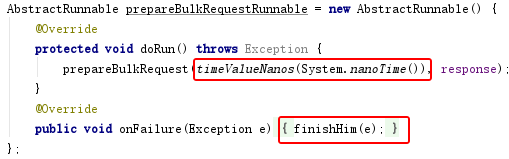 AbstractRunnable prepareBulkRequestRunnable = new AbstractRunnable() {
@Override
protected void doRun() throws Exception {
prepareBulkRequest(timeValueNanos(System.nanoTime()), response);
}
@Override
public void onFailure(Exception e) { finishHim(e); }
};